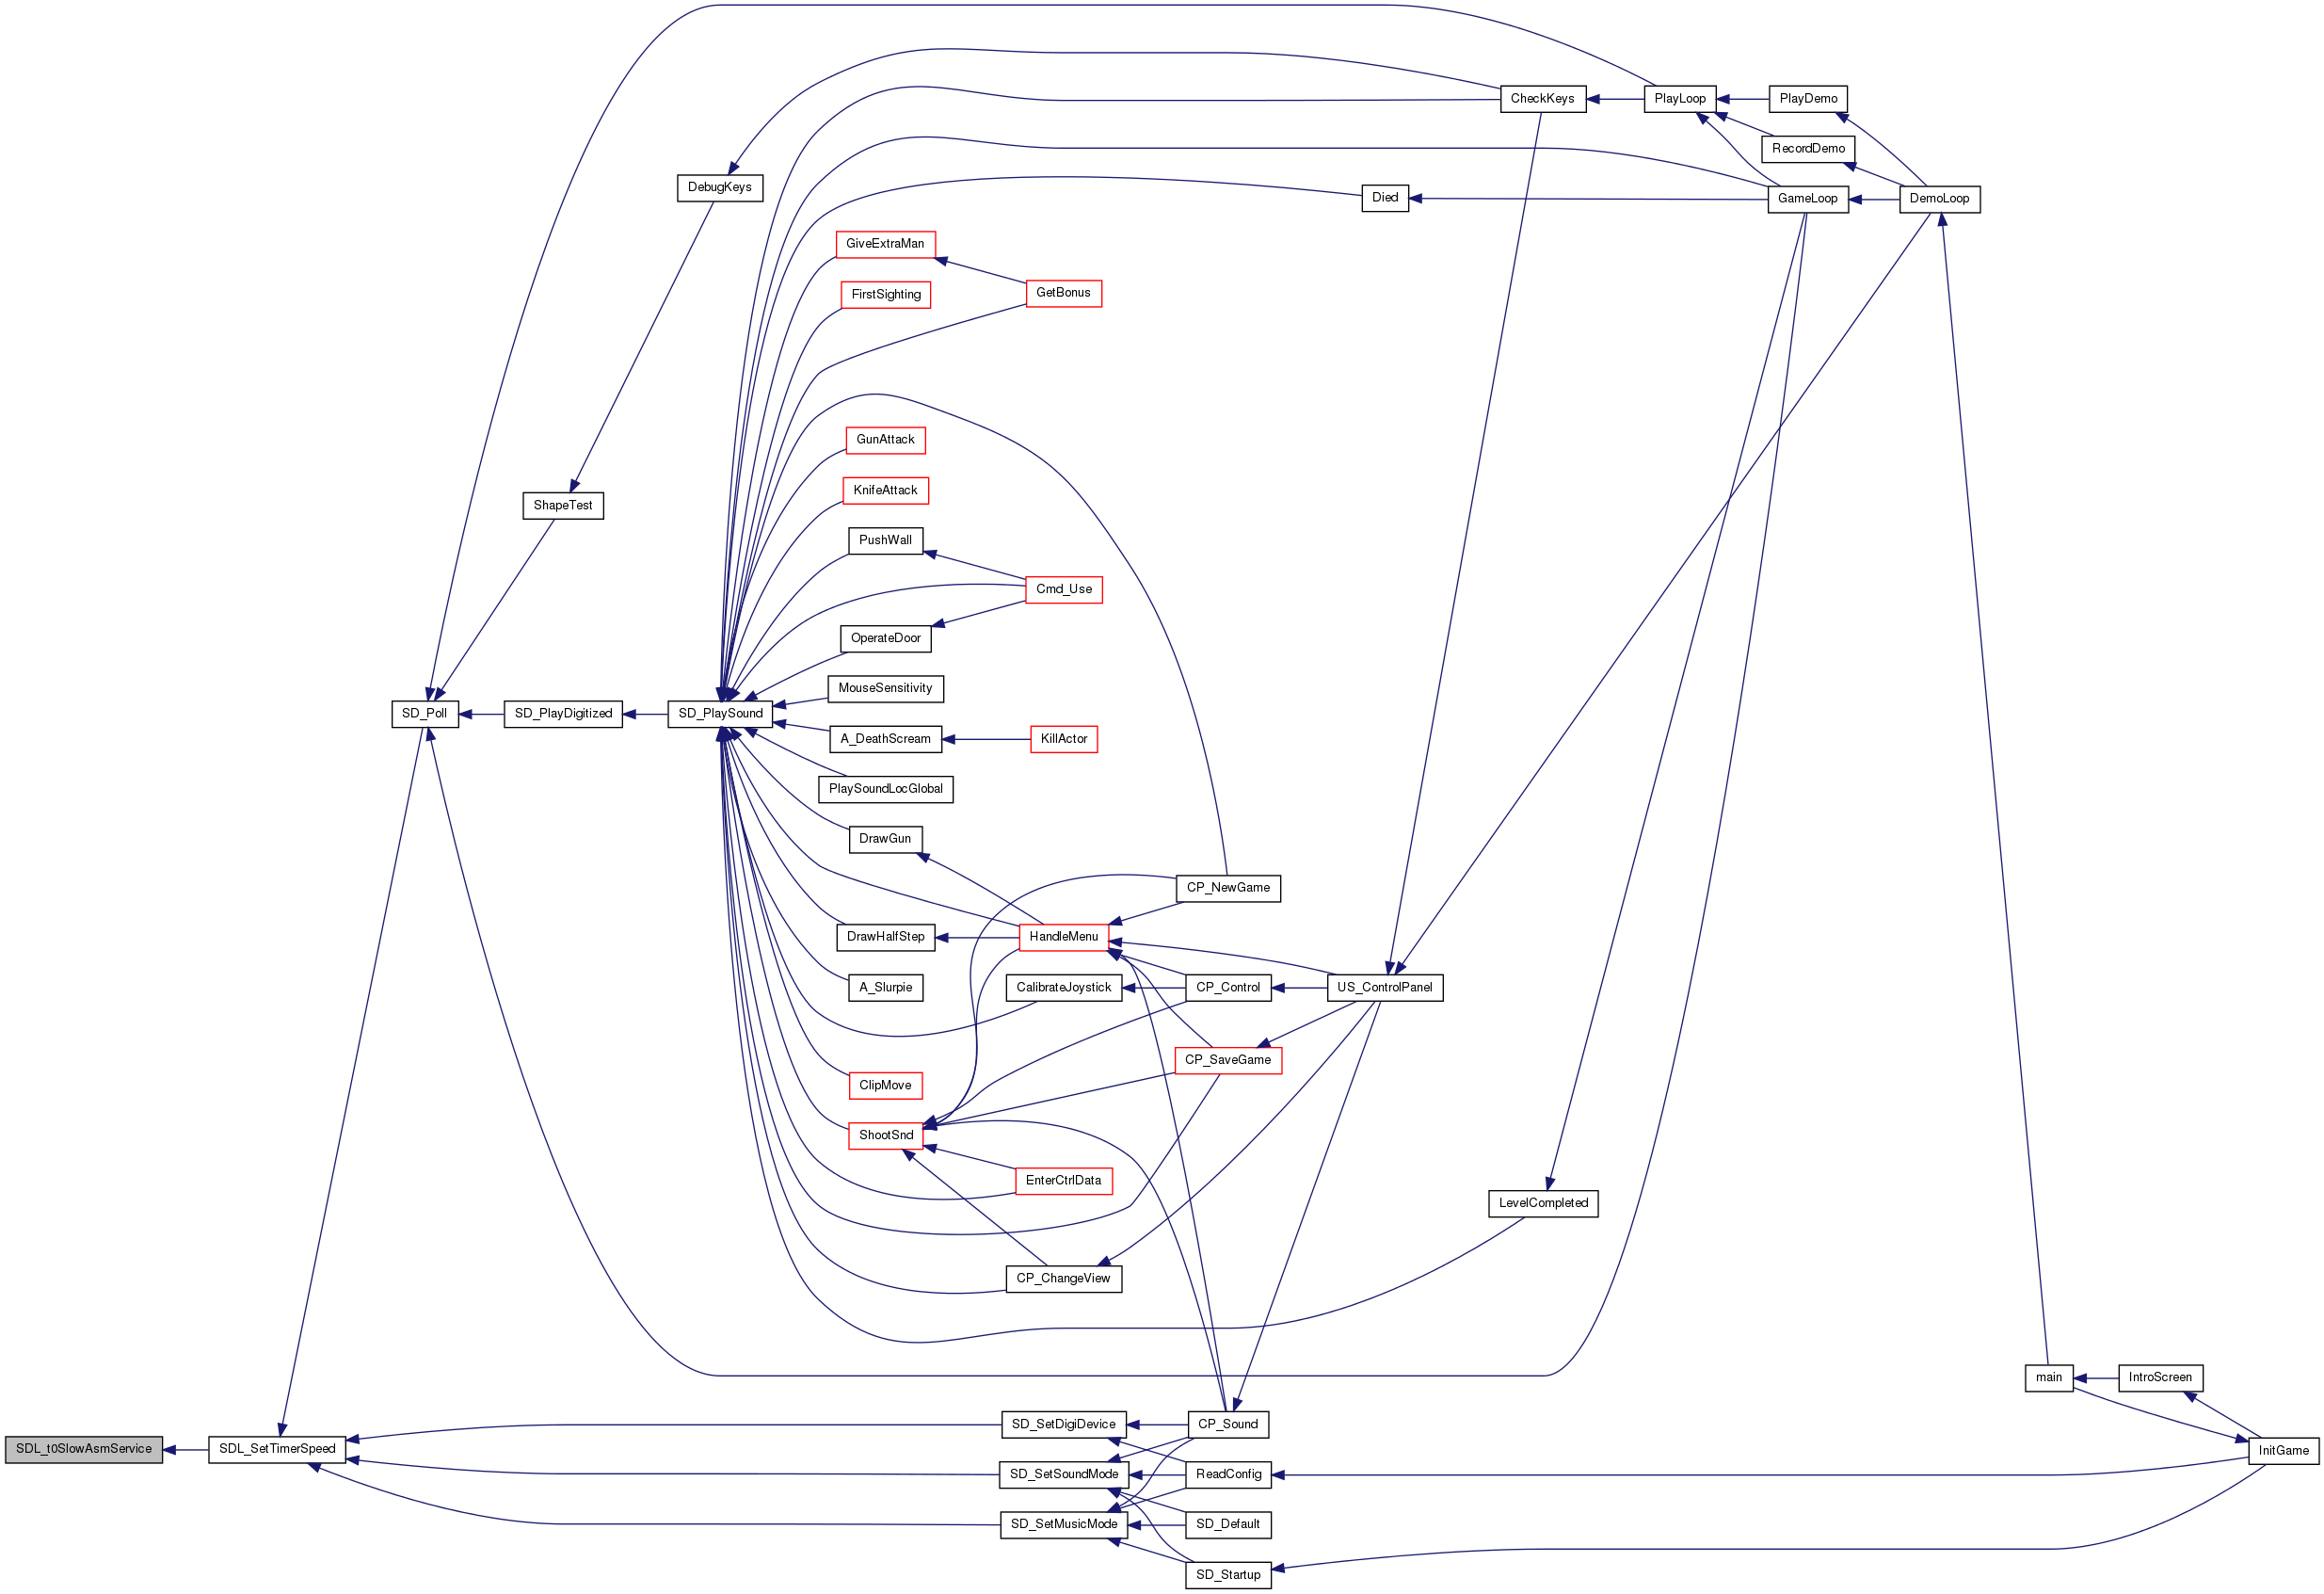 CheckKeys
PlayLoop
PlayDemo
RecordDemo
DebugKeys
Died
GameLoop
DemoLoop
GiveExtraMan
FirstSighting
GetBonus
GunAttack
KnifeAttack
ShapeTest
PushWall
Cmd_Use
OperateDoor
MouseSensitivity
SD_Poll
SD_PlayDigitized
SD_PlaySound
A_DeathScream
KillActor
PlaySoundLocGlobal
DrawGun
CP_NewGame
DrawHalfStep
HandleMenu
A_Slurpie
CalibrateJoystick
CP_Control
US_ControlPanel
CP_SaveGame
ClipMove
ShootSnd
EnterCtrlData
LevelCompleted
CP_ChangeView
main
IntroScreen
SD_SetDigiDevice
CP_Sound
SDL_t0SlowAsmService
SDL_SetTimerSpeed
InitGame
SD_SetSoundMode
ReadConfig
SD_SetMusicMode
SD_Default
SD_Startup